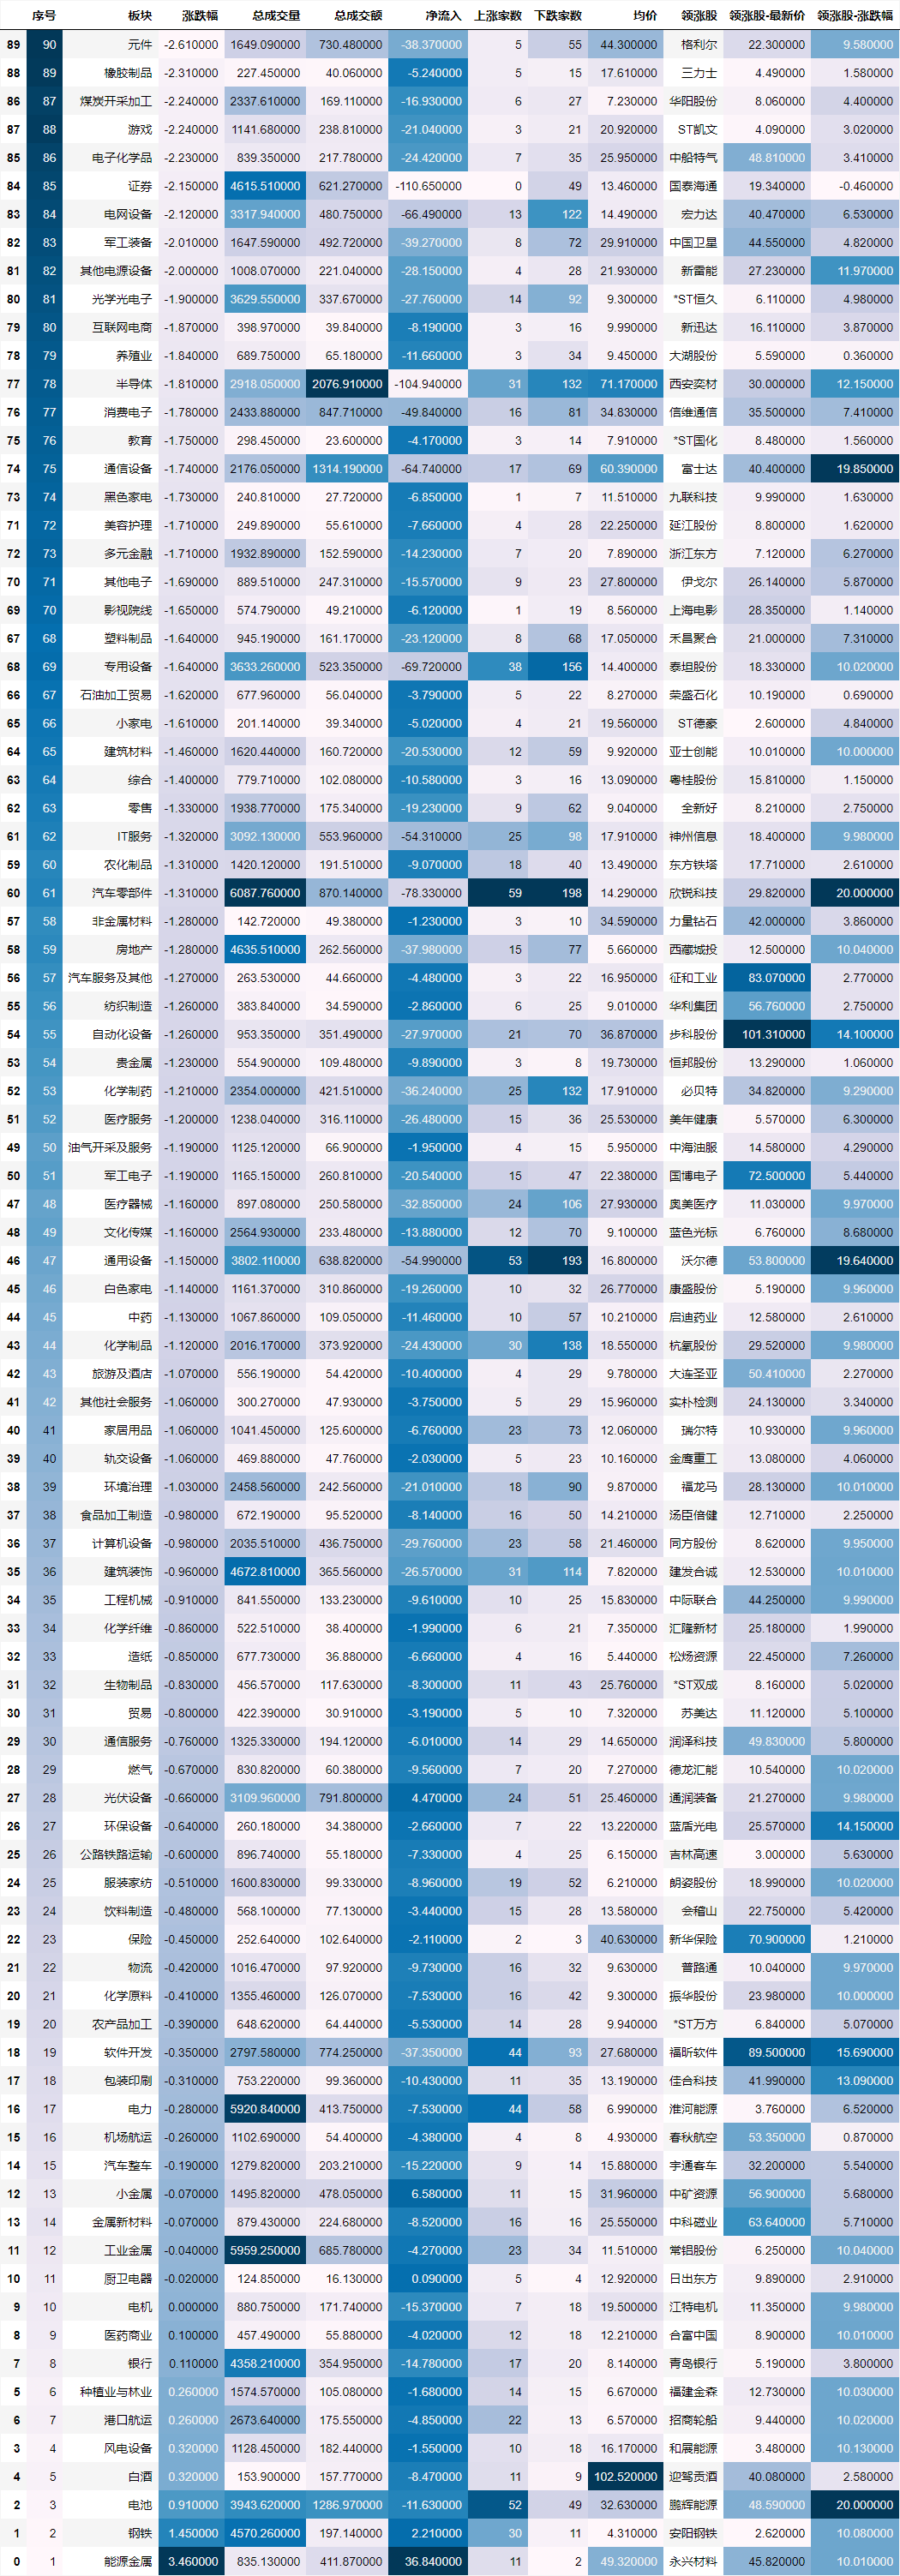 序号 板块 涨跌幅 总成交量 总成交额 净流入 上涨家数 下跌家数 均价 领涨股 领涨股-最新价 领涨股-涨跌幅
89 90 元件 -2.610000 1649.090000 730.480000 -38.370000 5 55 44.300000 格利尔 22.300000 9.580000
88 89 橡胶制品 -2.310000 227.450000 40.060000 -5.240000 5 15 17.610000 三力士 4.490000 1.580000
86 87 煤炭开采加工 -2.240000 2337.610000 169.110000 -16.930000 6 27 7.230000 华阳股份 8.060000 4.400000
87 88 游戏 -2.240000 1141.680000 238.810000 -21.040000 3 21 20.920000 ST凯文 4.090000 3.020000
85 86 电子化学品 -2.230000 839.350000 217.780000 -24.420000 7 35 25.950000 中船特气 48.810000 3.410000
84 85 证券 -2.150000 4615.510000 621.270000 -110.650000 0 49 13.460000 国泰海通 19.340000 -0.460000
83 84 电网设备 -2.120000 3317.940000 480.750000 -66.490000 13 122 14.490000 宏力达 40.470000 6.530000
82 83 军工装备 -2.010000 1647.590000 492.720000 -39.270000 8 72 29.910000 中国卫星 44.550000 4.820000
81 82 其他电源设备 -2.000000 1008.070000 221.040000 -28.150000 4 28 21.930000 新雷能 27.230000 11.970000
80 81 光学光电子 -1.900000 3629.550000 337.670000 -27.760000 14 92 9.300000 *ST恒久 6.110000 4.980000
79 80 互联网电商 -1.870000 398.970000 39.840000 -8.190000 3 16 9.990000 新迅达 16.110000 3.870000
78 79 养殖业 -1.840000 689.750000 65.180000 -11.660000 3 34 9.450000 大湖股份 5.590000 0.360000
77 78 半导体 -1.810000 2918.050000 2076.910000 -104.940000 31 132 71.170000 西安奕材 30.000000 12.150000
76 77 消费电子 -1.780000 2433.880000 847.710000 -49.840000 16 81 34.830000 信维通信 35.500000 7.410000
75 76 教育 -1.750000 298.450000 23.600000 -4.170000 3 14 7.910000 *ST国化 8.480000 1.560000
74 75 通信设备 -1.740000 2176.050000 1314.190000 -64.740000 17 69 60.390000 富士达 40.400000 19.850000
73 74 黑色家电 -1.730000 240.810000 27.720000 -6.850000 1 7 11.510000 九联科技 9.990000 1.630000
71 72 美容护理 -1.710000 249.890000 55.610000 -7.660000 4 28 22.250000 延江股份 8.800000 1.620000
72 73 多元金融 -1.710000 1932.890000 152.590000 -14.230000 7 20 7.890000 浙江东方 7.120000 6.270000
70 71 其他电子 -1.690000 889.510000 247.310000 -15.570000 9 23 27.800000 伊戈尔 26.140000 5.870000
69 70 影视院线 -1.650000 574.790000 49.210000 -6.120000 1 19 8.560000 上海电影 28.350000 1.140000
67 68 塑料制品 -1.640000 945.190000 161.170000 -23.120000 8 68 17.050000 禾昌聚合 21.000000 7.310000
68 69 专用设备 -1.640000 3633.260000 523.350000 -69.720000 38 156 14.400000 泰坦股份 18.330000 10.020000
66 67 石油加工贸易 -1.620000 677.960000 56.040000 -3.790000 5 22 8.270000 荣盛石化 10.190000 0.690000
65 66 小家电 -1.610000 201.140000 39.340000 -5.020000 4 21 19.560000 ST德豪 2.600000 4.840000
64 65 建筑材料 -1.460000 1620.440000 160.720000 -20.530000 12 59 9.920000 亚士创能 10.010000 10.000000
63 64 综合 -1.400000 779.710000 102.080000 -10.580000 3 16 13.090000 粤桂股份 15.810000 1.150000
62 63 零售 -1.330000 1938.770000 175.340000 -19.230000 9 62 9.040000 全新好 8.210000 2.750000
61 62 IT服务 -1.320000 3092.130000 553.960000 -54.310000 25 98 17.910000 神州信息 18.400000 9.980000
59 60 农化制品 -1.310000 1420.120000 191.510000 -9.070000 18 40 13.490000 东方铁塔 17.710000 2.610000
60 61 汽车零部件 -1.310000 6087.760000 870.140000 -78.330000 59 198 14.290000 欣锐科技 29.820000 20.000000
57 58 非金属材料 -1.280000 142.720000 49.380000 -1.230000 3 10 34.590000 力量钻石 42.000000 3.860000
58 59 房地产 -1.280000 4635.510000 262.560000 -37.980000 15 77 5.660000 西藏城投 12.500000 10.040000
56 57 汽车服务及其他 -1.270000 263.530000 44.660000 -4.480000 3 22 16.950000 征和工业 83.070000 2.770000
55 56 纺织制造 -1.260000 383.840000 34.590000 -2.860000 6 25 9.010000 华利集团 56.760000 2.750000
54 55 自动化设备 -1.260000 953.350000 351.490000 -27.970000 21 70 36.870000 步科股份 101.310000 14.100000
53 54 贵金属 -1.230000 554.900000 109.480000 -9.890000 3 8 19.730000 恒邦股份 13.290000 1.060000
52 53 化学制药 -1.210000 2354.000000 421.510000 -36.240000 25 132 17.910000 必贝特 34.820000 9.290000
51 52 医疗服务 -1.200000 1238.040000 316.110000 -26.480000 15 36 25.530000 美年健康 5.570000 6.300000
49 50 油气开采及服务 -1.190000 1125.120000 66.900000 -1.950000 4 15 5.950000 中海油服 14.580000 4.290000
50 51 军工电子 -1.190000 1165.150000 260.810000 -20.540000 15 47 22.380000 国博电子 72.500000 5.440000
47 48 医疗器械 -1.160000 897.080000 250.580000 -32.850000 24 106 27.930000 奥美医疗 11.030000 9.970000
48 49 文化传媒 -1.160000 2564.930000 233.480000 -13.880000 12 70 9.100000 蓝色光标 6.760000 8.680000
46 47 通用设备 -1.150000 3802.110000 638.820000 -54.990000 53 193 16.800000 沃尔德 53.800000 19.640000
45 46 白色家电 -1.140000 1161.370000 310.860000 -19.260000 10 32 26.770000 康盛股份 5.190000 9.960000
44 45 中药 -1.130000 1067.860000 109.050000 -11.460000 10 57 10.210000 启迪药业 12.580000 2.610000
43 44 化学制品 -1.120000 2016.170000 373.920000 -24.430000 30 138 18.550000 杭氧股份 29.520000 9.980000
42 43 旅游及酒店 -1.070000 556.190000 54.420000 -10.400000 4 29 9.780000 大连圣亚 50.410000 2.270000
41 42 其他社会服务 -1.060000 300.270000 47.930000 -3.750000 5 29 15.960000 实朴检测 24.130000 3.340000
40 41 家居用品 -1.060000 1041.450000 125.600000 -6.760000 23 73 12.060000 瑞尔特 10.930000 9.960000
39 40 轨交设备 -1.060000 469.880000 47.760000 -2.030000 5 23 10.160000 金鹰重工 13.080000 4.060000
38 39 环境治理 -1.030000 2458.560000 242.560000 -21.010000 18 90 9.870000 福龙马 28.130000 10.010000
37 38 食品加工制造 -0.980000 672.190000 95.520000 -8.140000 16 50 14.210000 汤臣倍健 12.710000 2.250000
36 37 计算机设备 -0.980000 2035.510000 436.750000 -29.760000 23 58 21.460000 同方股份 8.620000 9.950000
35 36 建筑装饰 -0.960000 4672.810000 365.560000 -26.570000 31 114 7.820000 建发合诚 12.530000 10.010000
34 35 工程机械 -0.910000 841.550000 133.230000 -9.610000 10 25 15.830000 中际联合 44.250000 9.990000
33 34 化学纤维 -0.860000 522.510000 38.400000 -1.990000 6 21 7.350000 汇隆新材 25.180000 1.990000
32 33 造纸 -0.850000 677.730000 36.880000 -6.660000 4 16 5.440000 松炀资源 22.450000 7.260000
31 32 生物制品 -0.830000 456.570000 117.630000 -8.300000 11 43 25.760000 *ST双成 8.160000 5.020000
30 31 贸易 -0.800000 422.390000 30.910000 -3.190000 5 10 7.320000 苏美达 11.120000 5.100000
29 30 通信服务 -0.760000 1325.330000 194.120000 -6.010000 14 29 14.650000 润泽科技 49.830000 5.800000
28 29 燃气 -0.670000 830.820000 60.380000 -9.560000 7 20 7.270000 德龙汇能 10.540000 10.020000
27 28 光伏设备 -0.660000 3109.960000 791.800000 4.470000 24 51 25.460000 通润装备 21.270000 9.980000
26 27 环保设备 -0.640000 260.180000 34.380000 -2.660000 7 22 13.220000 蓝盾光电 25.570000 14.150000
25 26 公路铁路运输 -0.600000 896.740000 55.180000 -7.330000 4 25 6.150000 吉林高速 3.000000 5.630000
24 25 服装家纺 -0.510000 1600.830000 99.330000 -8.960000 19 52 6.210000 朗姿股份 18.990000 10.020000
23 24 饮料制造 -0.480000 568.100000 77.130000 -3.440000 15 28 13.580000 会稽山 22.750000 5.420000
22 23 保险 -0.450000 252.640000 102.640000 -2.110000 2 3 40.630000 新华保险 70.900000 1.210000
21 22 物流 -0.420000 1016.470000 97.920000 -9.730000 16 32 9.630000 普路通 10.040000 9.970000
20 21 化学原料 -0.410000 1355.460000 126.070000 -7.530000 16 42 9.300000 振华股份 23.980000 10.000000
19 20 农产品加工 -0.390000 648.620000 64.440000 -5.530000 14 28 9.940000 *ST万方 6.840000 5.070000
18 19 软件开发 -0.350000 2797.580000 774.250000 -37.350000 44 93 27.680000 福昕软件 89.500000 15.690000
17 18 包装印刷 -0.310000 753.220000 99.360000 -10.430000 11 35 13.190000 佳合科技 41.990000 13.090000
16 17 电力 -0.280000 5920.840000 413.750000 -7.530000 44 58 6.990000 淮河能源 3.760000 6.520000
15 16 机场航运 -0.260000 1102.690000 54.400000 -4.380000 4 8 4.930000 春秋航空 53.350000 0.870000
14 15 汽车整车 -0.190000 1279.820000 203.210000 -15.220000 9 14 15.880000 宇通客车 32.200000 5.540000
12 13 小金属 -0.070000 1495.820000 478.050000 6.580000 11 15 31.960000 中矿资源 56.900000 5.680000
13 14 金属新材料 -0.070000 879.430000 224.680000 -8.520000 16 16 25.550000 中科磁业 63.640000 5.710000
11 12 工业金属 -0.040000 5959.250000 685.780000 -4.270000 23 34 11.510000 常铝股份 6.250000 10.040000
10 11 厨卫电器 -0.020000 124.850000 16.130000 0.090000 5 4 12.920000 日出东方 9.890000 2.910000
9 10 电机 0.000000 880.750000 171.740000 -15.370000 7 18 19.500000 江特电机 11.350000 9.980000
8 9 医药商业 0.100000 457.490000 55.880000 -4.020000 12 18 12.210000 合富中国 8.900000 10.010000
7 8 银行 0.110000 4358.210000 354.950000 -14.780000 17 20 8.140000 青岛银行 5.190000 3.800000
5 6 种植业与林业 0.260000 1574.570000 105.080000 -1.680000 14 15 6.670000 福建金森 12.730000 10.030000
6 7 港口航运 0.260000 2673.640000 175.550000 -4.850000 22 13 6.570000 招商轮船 9.440000 10.020000
3 4 风电设备 0.320000 1128.450000 182.440000 -1.550000 10 18 16.170000 和展能源 3.480000 10.130000
4 5 白酒 0.320000 153.900000 157.770000 -8.470000 11 9 102.520000 迎驾贡酒 40.080000 2.580000
2 3 电池 0.910000 3943.620000 1286.970000 -11.630000 52 49 32.630000 鹏辉能源 48.590000 20.000000
1 2 钢铁 1.450000 4570.260000 197.140000 2.210000 30 11 4.310000 安阳钢铁 2.620000 10.080000
0 1 能源金属 3.460000 835.130000 411.870000 36.840000 11 2 49.320000 永兴材料 45.820000 10.010000